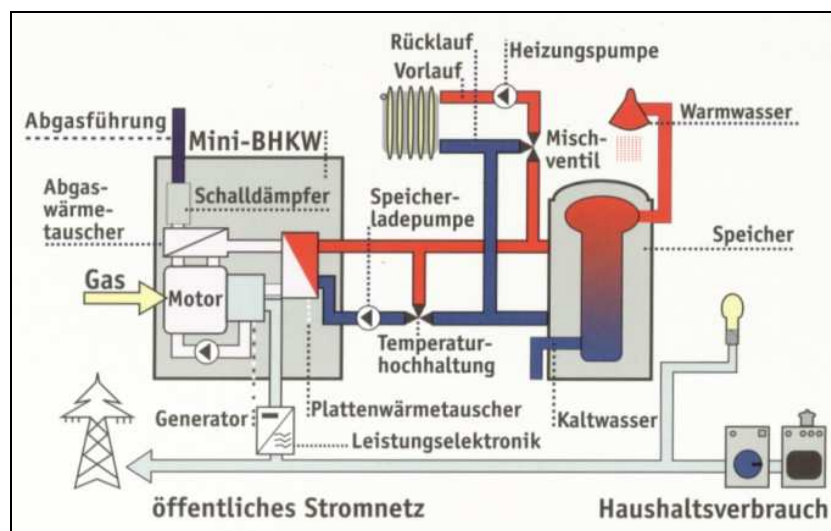 Rücklauf
Vorlauf
Heizungspumpe
Abgasführung
Mini-BHKW
Warmwasser
Misch-
ventil
Abgas-
wärme-
tauscher
Schalldämpfer
Speicher-
ladepumpe
Speicher
Gas
Motor
Temperatur-
hochhaltung
Generator
Plattenwärmetauscher
Kaltwasser
Leistungselektronik
öffentliches Stromnetz
Haushaltsverbrauch